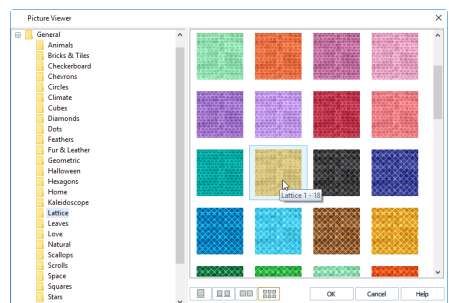 Picture Viewer
General
Animals
Bricks & Tiles
Checkerboard
Chevrons
Circles
Climate
Cubes
Diamonds
Dots
Feathers
Fur & Leather
Geometric
Halloween
Hexagons
Home
Kaleidoscope
Lattice
Leaves
Love
Natural
Scallops
Scrolls
Space
Squares
Stars
Lattice 1 - 18
OK
Cancel
Help